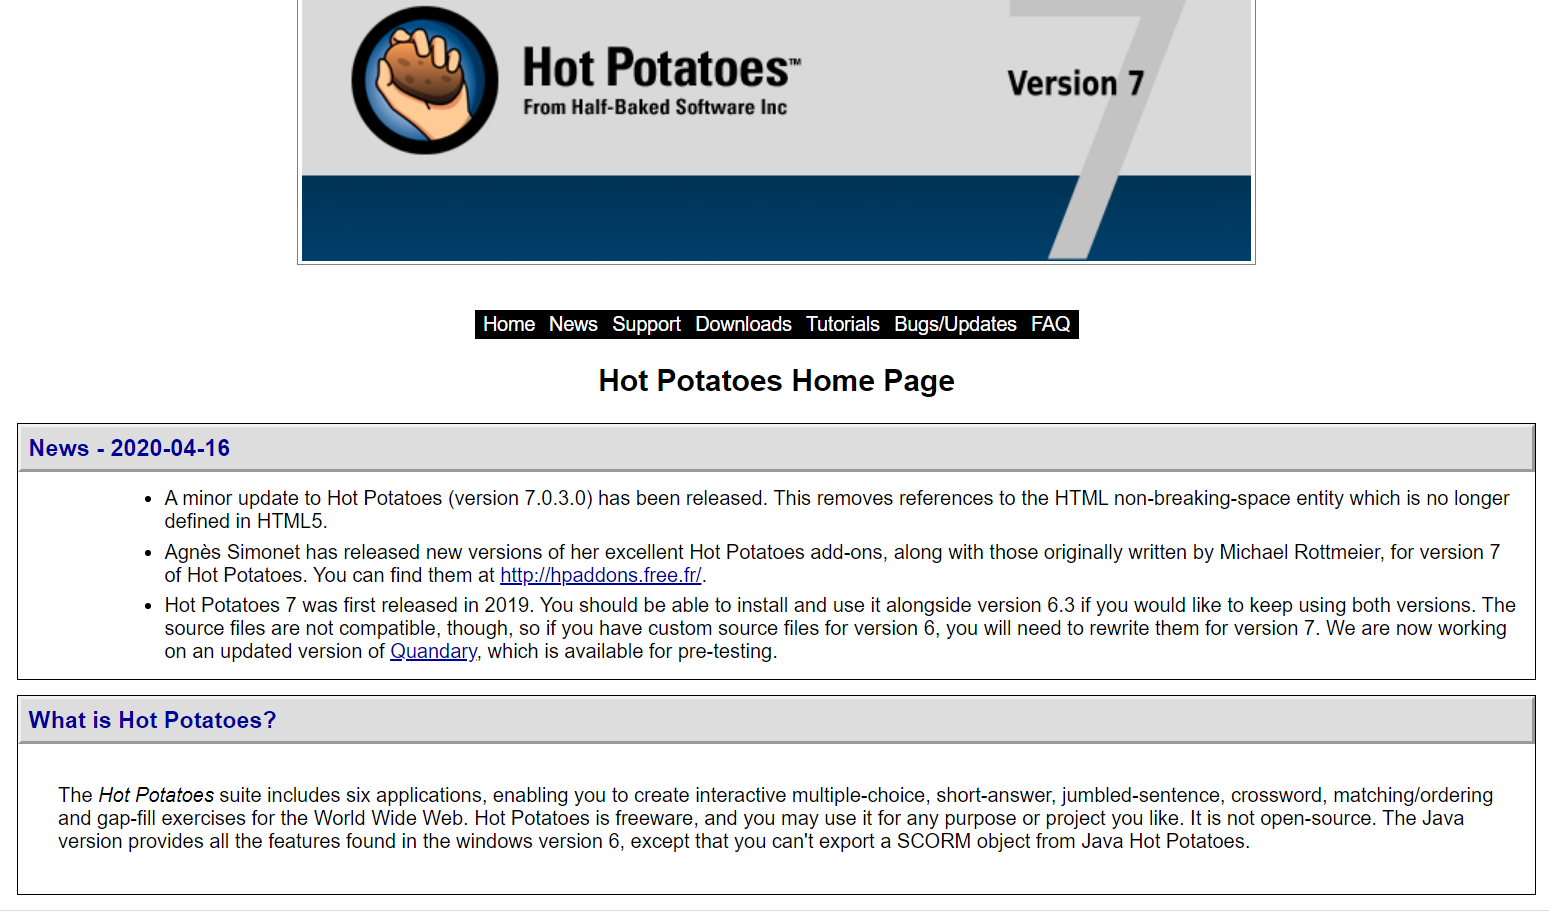 Hot Potatoes™
From Half-Baked Software Inc
Version 7
7
Home News Support Downloads Tutorials Bugs/Updates FAQ
Hot Potatoes Home Page
News - 2020-04-16
• A minor update to Hot Potatoes (version 7.0.3.0) has been released. This removes references to the HTML non-breaking-space entity which is no longer
defined in HTML5.
• Agnès Simonet has released new versions of her excellent Hot Potatoes add-ons, along with those originally written by Michael Rottmeier, for version 7
of Hot Potatoes. You can find them at http://hpaddons.free.fr/.
• Hot Potatoes 7 was first released in 2019. You should be able to install and use it alongside version 6.3 if you would like to keep using both versions. The
source files are not compatible, though, so if you have custom source files for version 6, you will need to rewrite them for version 7. We are now working
on an updated version of Quandary, which is available for pre-testing.
What is Hot Potatoes?
The Hot Potatoes suite includes six applications, enabling you to create interactive multiple-choice, short-answer, jumbled-sentence, crossword, matching/ordering
and gap-fill exercises for the World Wide Web. Hot Potatoes is freeware, and you may use it for any purpose or project you like. It is not open-source. The Java
version provides all the features found in the windows version 6, except that you can't export a SCORM object from Java Hot Potatoes.